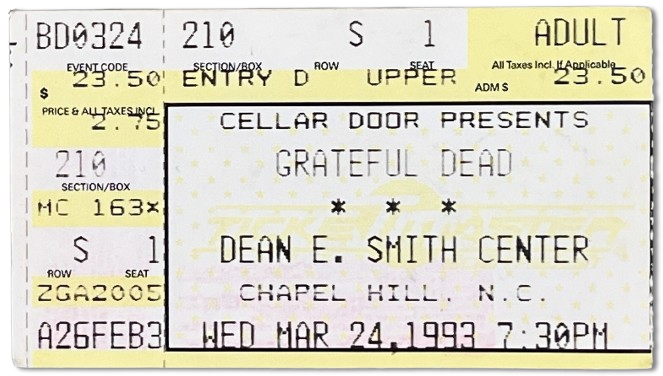 BD0324 210 S 1 ADULT
EVENT CODE SECTION/BOX ROW SEAT All Taxes Incl. If Applicable
$ 23.50 ENTRY D UPPER ADM $ 23.50
PRICE & ALL TAXES INCL.
2.75 CELLAR DOOR PRESENTS
210 GRATEFUL DEAD
SECTION/BOX
MC 163× * * *
TICKETMASTER
S 1 DEAN E. SMITH CENTER
ROW SEAT
ZGA2005 CHAPEL HILL, N.C.
A26FEB3 WED MAR 24,1993 7:30PM